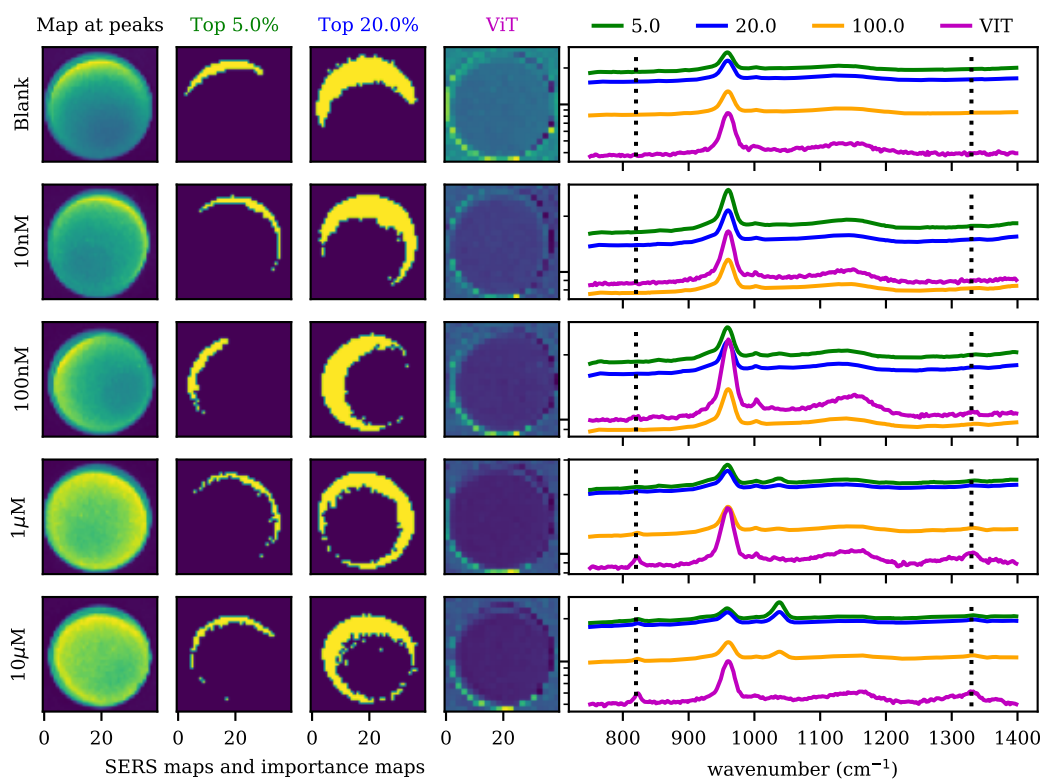 Map at peaks Top 5.0% Top 20.0% ViT 5.0 20.0 100.0 VIT
Blank
10nM
100nM
1μM
10μM
0 20 0 20 0 20 0 20 800 900 1000 1100 1200 1300 1400
SERS maps and importance maps wavenumber (cm⁻¹)